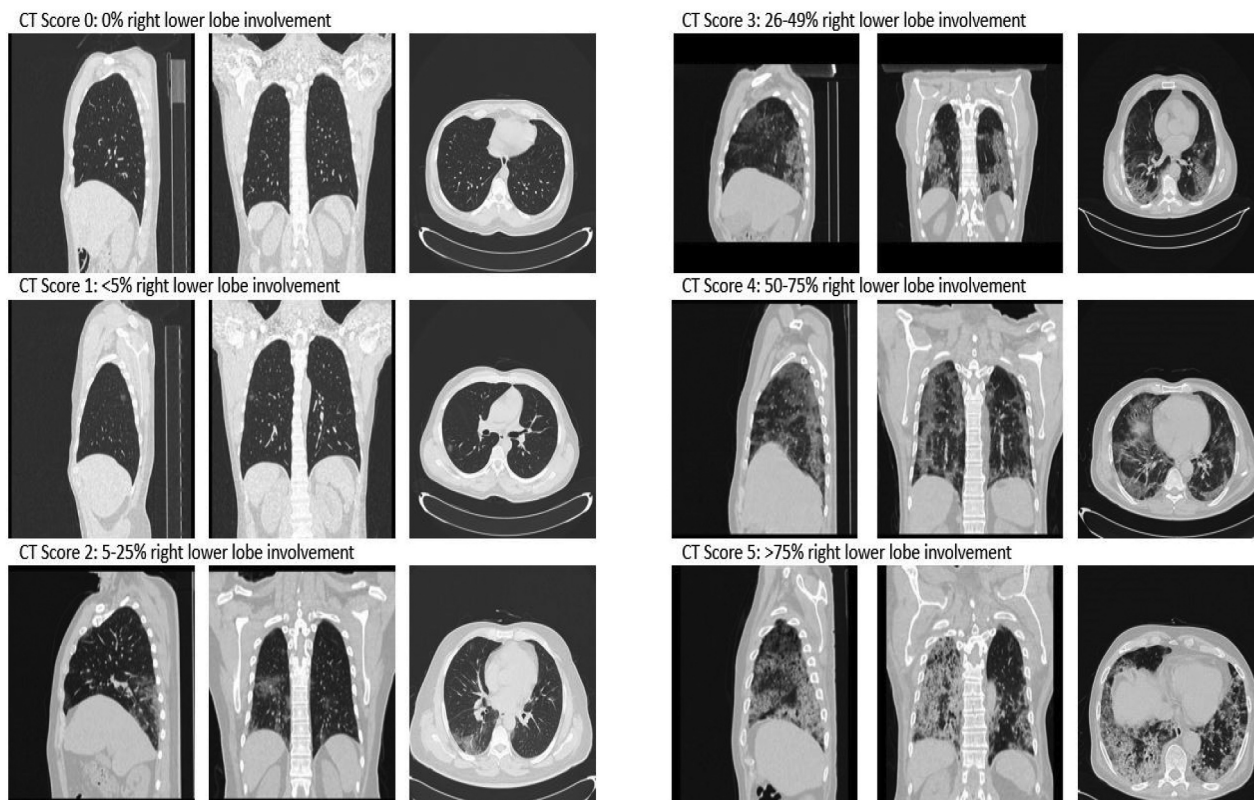 CT Score 0: 0% right lower lobe involvement
CT Score 1: <5% right lower lobe involvement
CT Score 2: 5-25% right lower lobe involvement
CT Score 3: 26-49% right lower lobe involvement
CT Score 4: 50-75% right lower lobe involvement
CT Score 5: >75% right lower lobe involvement